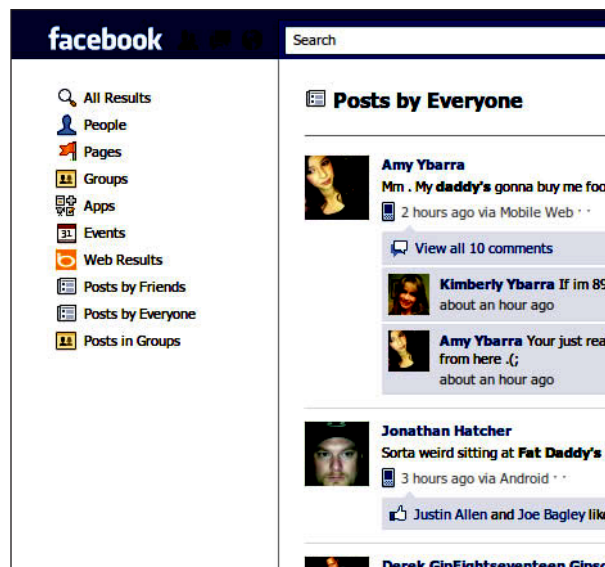 facebook
Search
All Results
People
Pages
Groups
Apps
31 Events
Web Results
Posts by Friends
Posts by Everyone
Posts in Groups
Posts by Everyone
Amy Ybarra
Mm . My daddy's gonna buy me foo
2 hours ago via Mobile Web · ·
View all 10 comments
Kimberly Ybarra If im 89
about an hour ago
Amy Ybarra Your just rea
from here .(;
about an hour ago
Jonathan Hatcher
Sorta weird sitting at Fat Daddy's
3 hours ago via Android · ·
Justin Allen and Joe Bagley like
Derek GinEightseventeen